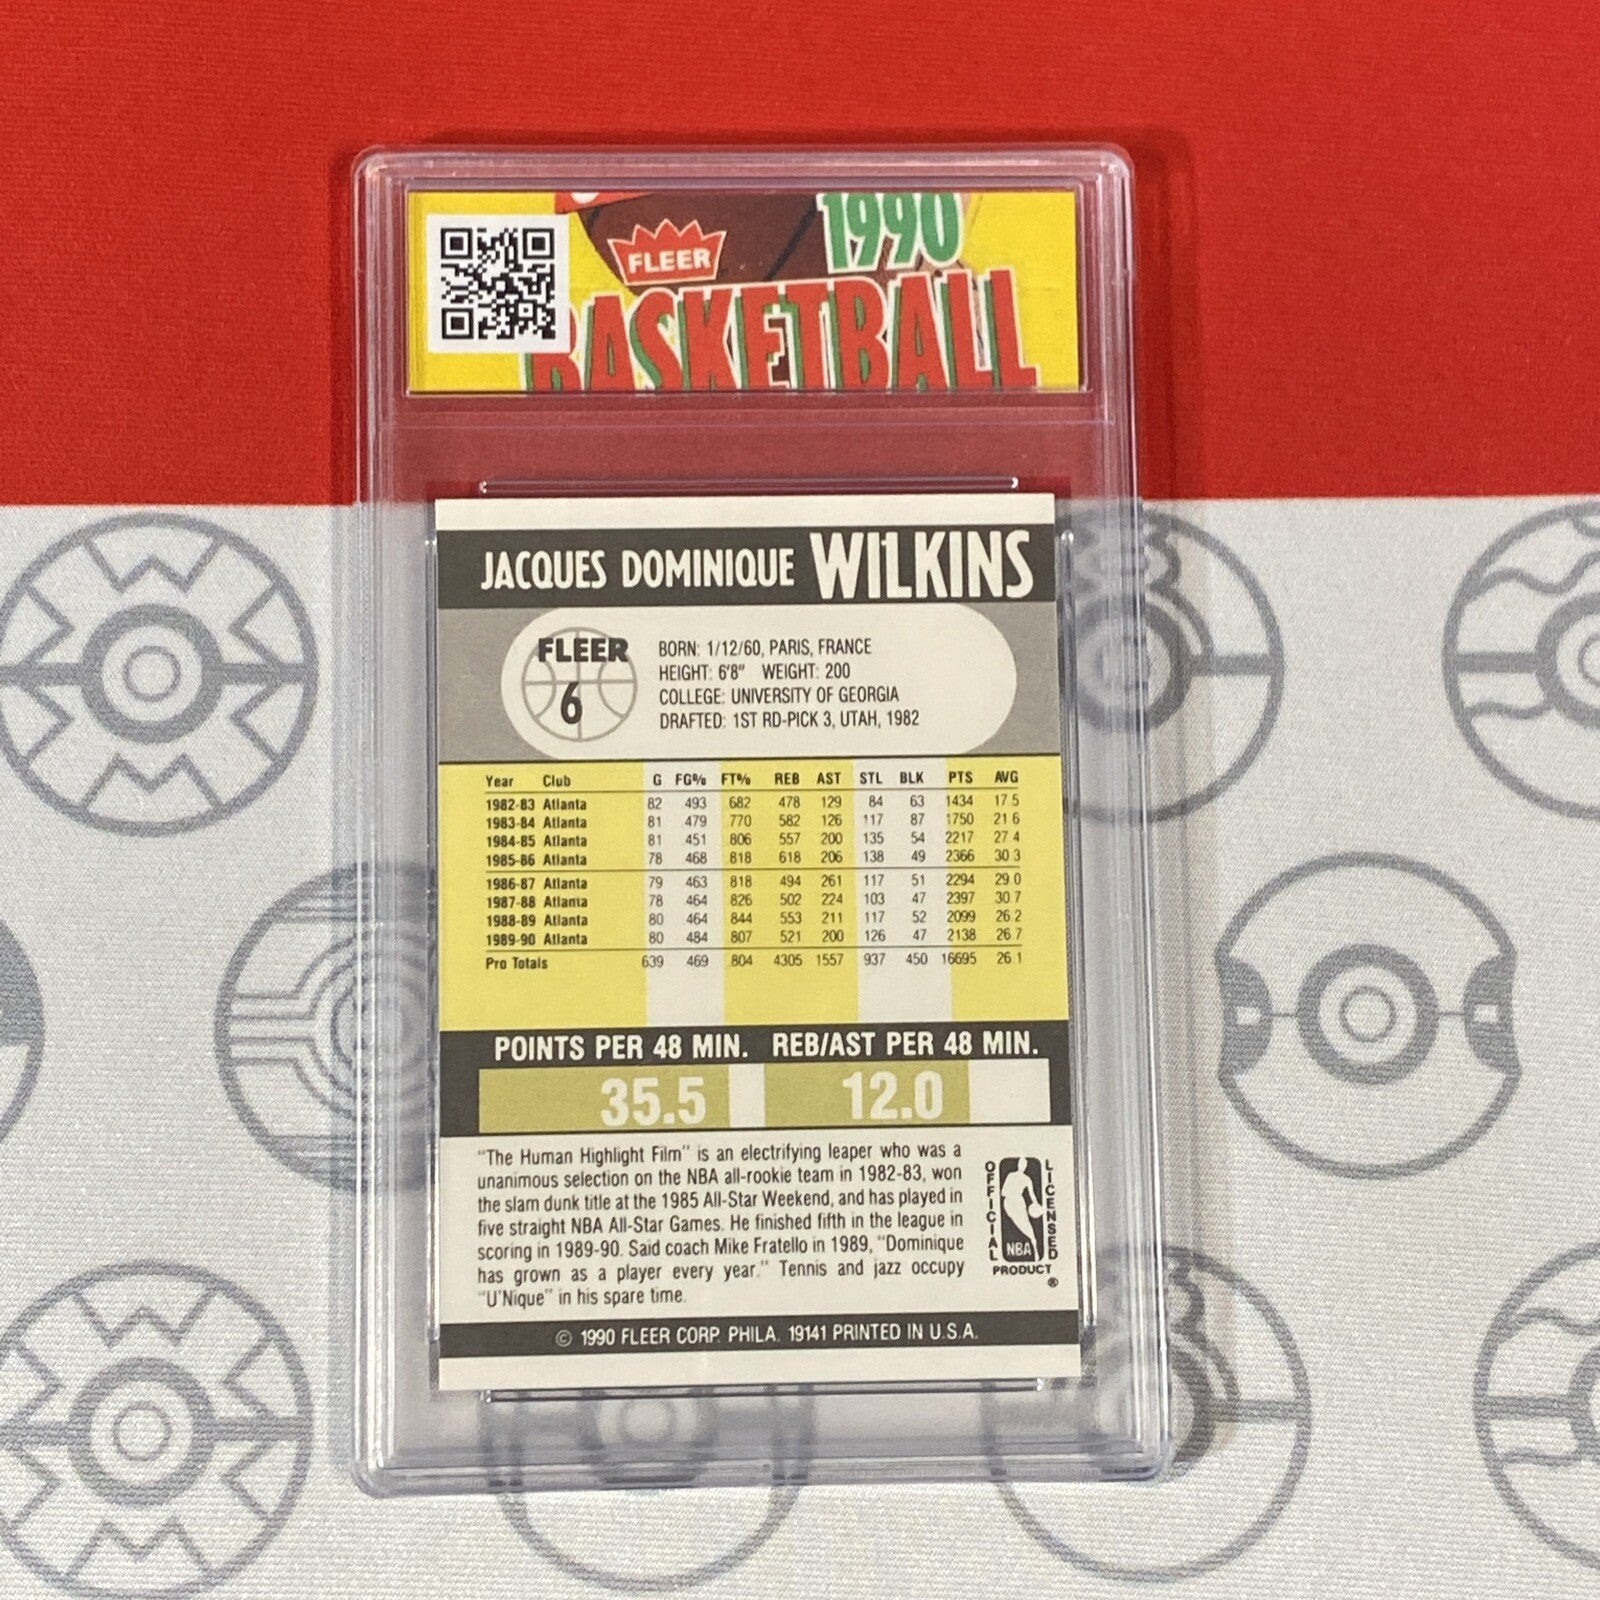 1990
FLEER
BASKETBALL
JACQUES DOMINIQUE WILKINS
FLEER
6
BORN: 1/12/60, PARIS, FRANCE
HEIGHT: 6'8" WEIGHT: 200
COLLEGE: UNIVERSITY OF GEORGIA
DRAFTED: 1ST RD-PICK 3, UTAH, 1982
Year Club G FG% FT% REB AST STL BLK PTS AVG
1982-83 Atlanta 82 493 682 478 129 84 63 1434 17.5
1983-84 Atlanta 81 479 770 582 126 117 87 1750 21.6
1984-85 Atlanta 81 451 806 557 200 135 54 2217 27.4
1985-86 Atlanta 78 468 818 618 206 138 49 2366 30.3
1986-87 Atlanta 79 463 818 494 261 117 51 2294 29.0
1987-88 Atlanta 78 464 826 502 224 103 47 2397 30.7
1988-89 Atlanta 80 464 844 553 211 117 52 2099 26.2
1989-90 Atlanta 80 484 807 521 200 126 47 2138 26.7
Pro Totals 639 469 804 4305 1557 937 450 16695 26.1
POINTS PER 48 MIN. REB/AST PER 48 MIN.
35.5 12.0
"The Human Highlight Film" is an electrifying leaper who was a
unanimous selection on the NBA all-rookie team in 1982-83, won
the slam dunk title at the 1985 All-Star Weekend, and has played in
five straight NBA All-Star Games. He finished fifth in the league in
scoring in 1989-90. Said coach Mike Fratello in 1989, "Dominique
has grown as a player every year." Tennis and jazz occupy
"U'Nique" in his spare time.
OFFICIAL
LICENSED
NBA
PRODUCT
®
© 1990 FLEER CORP. PHILA. 19141 PRINTED IN U.S.A.